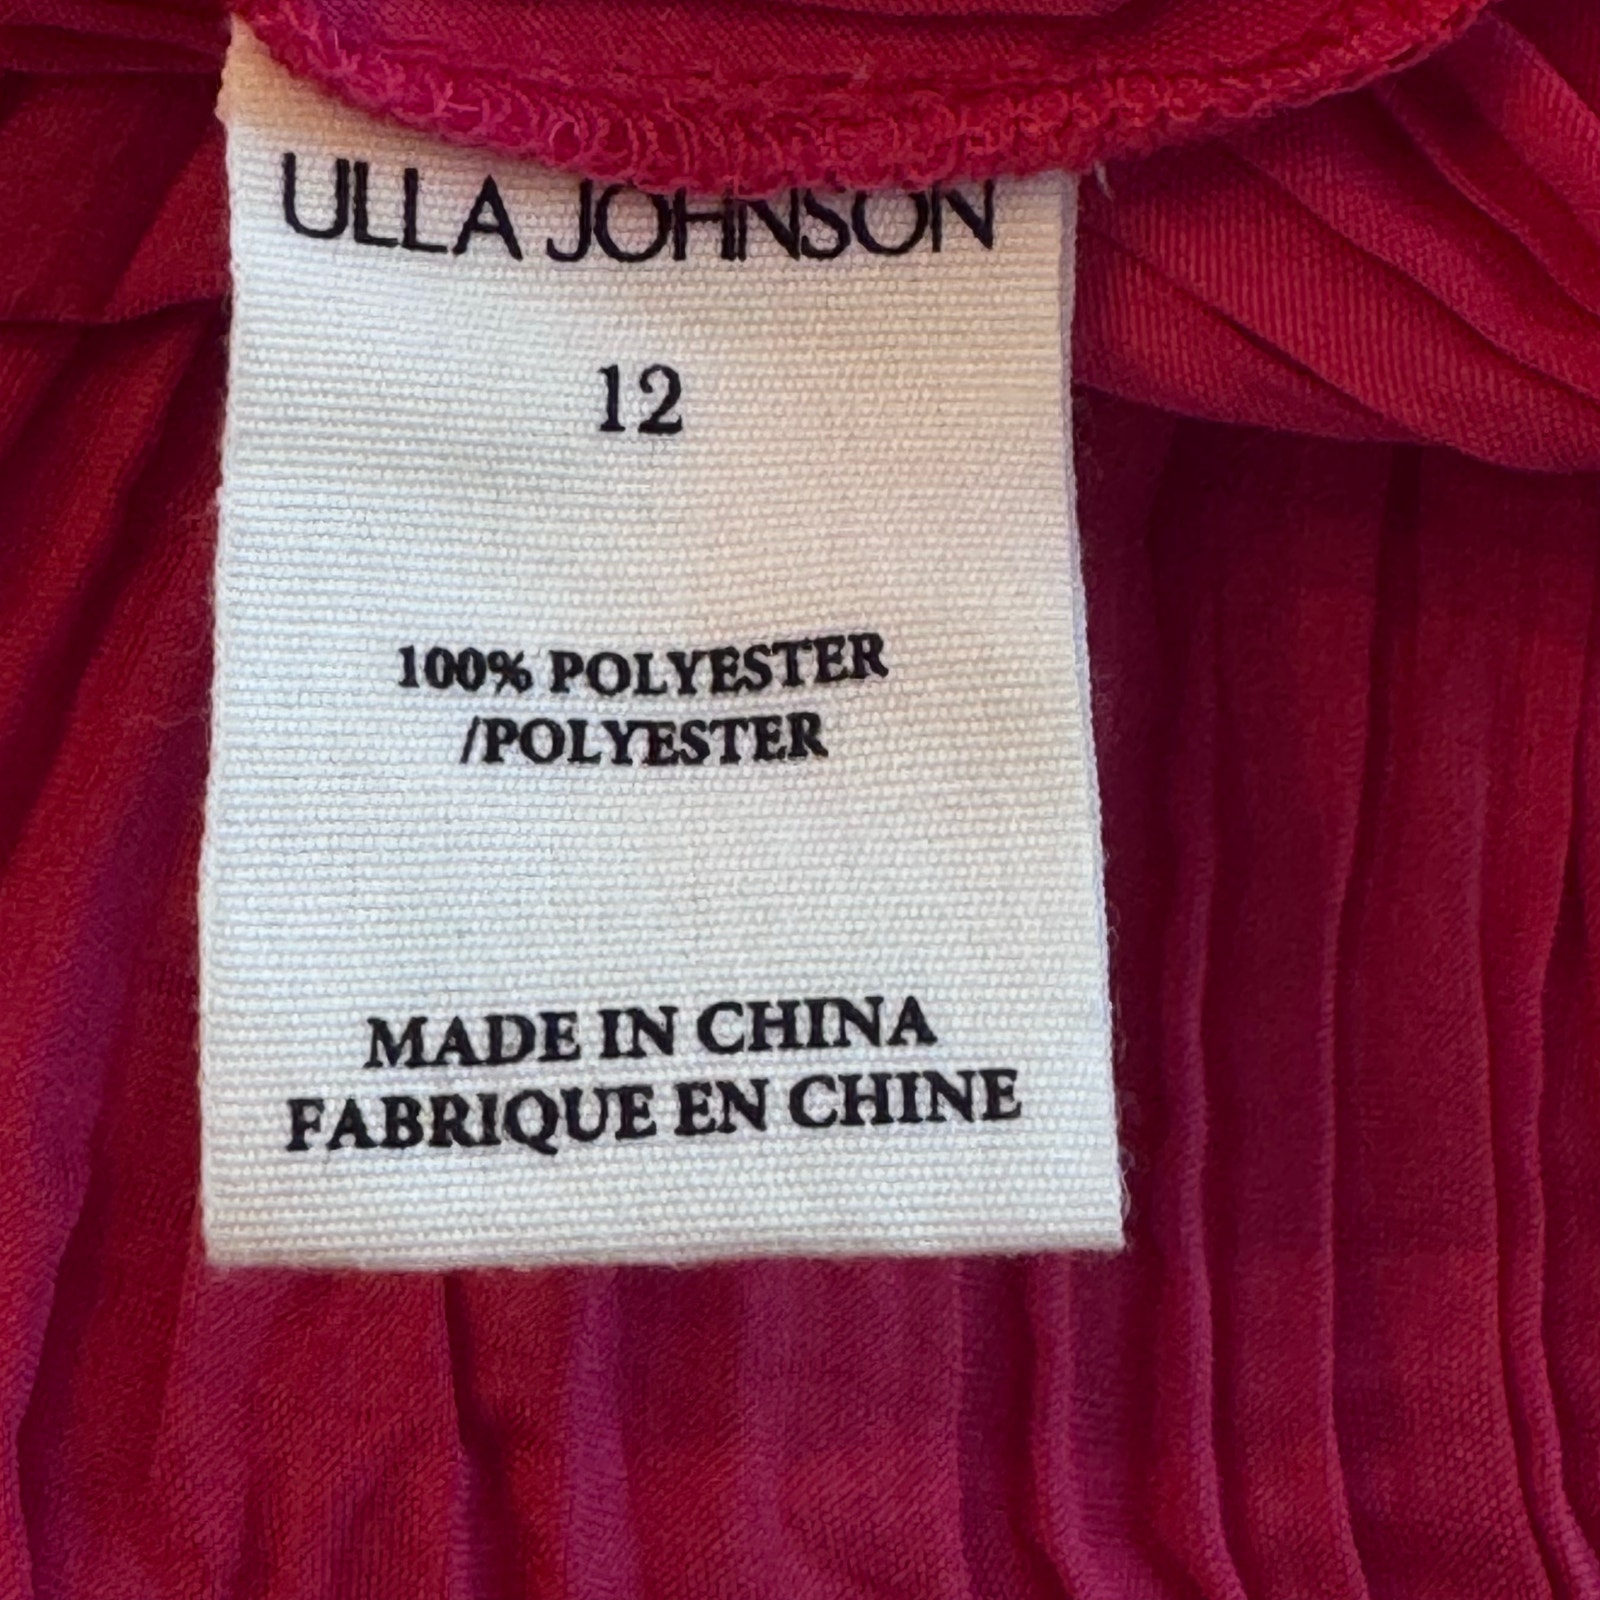 ULLA JOHNSON
12
100% POLYESTER
/POLYESTER
MADE IN CHINA
FABRIQUE EN CHINE